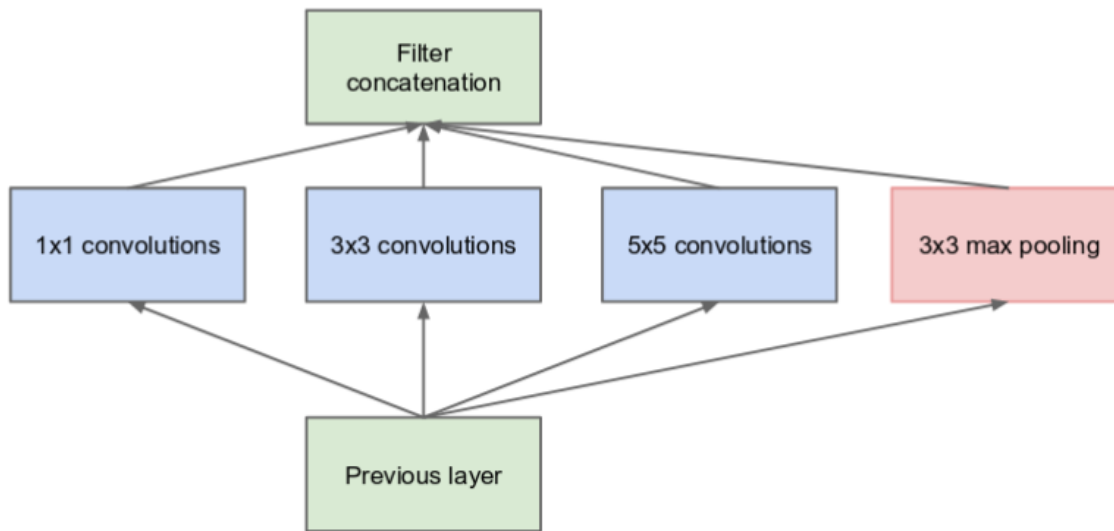 Filter
concatenation
1x1 convolutions
3x3 convolutions
5x5 convolutions
3x3 max pooling
Previous layer